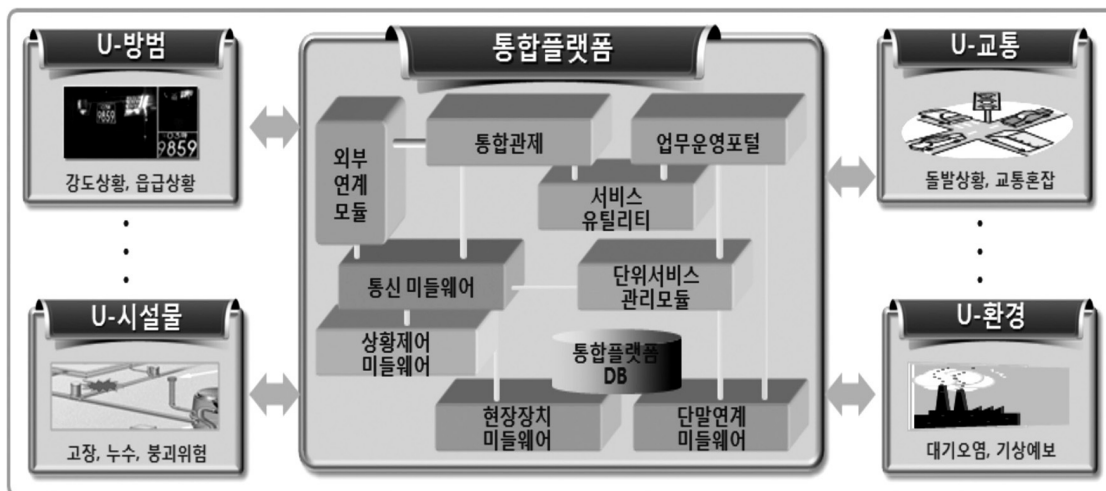 U-방범
9859
03책
9859
강도상황, 읍급상황
U-시설물
고장, 누수, 붕괴위험
통합플랫폼
외부
연계
모듈
통합관제
업무운영포털
서비스
유틸리티
통신 미들웨어
단위서비스
관리모듈
상황제어
미들웨어
통합플랫폼
DB
현장장치
미들웨어
단말연계
미들웨어
U-교통
돌발상황, 교통혼잡
U-환경
대기오염, 기상예보